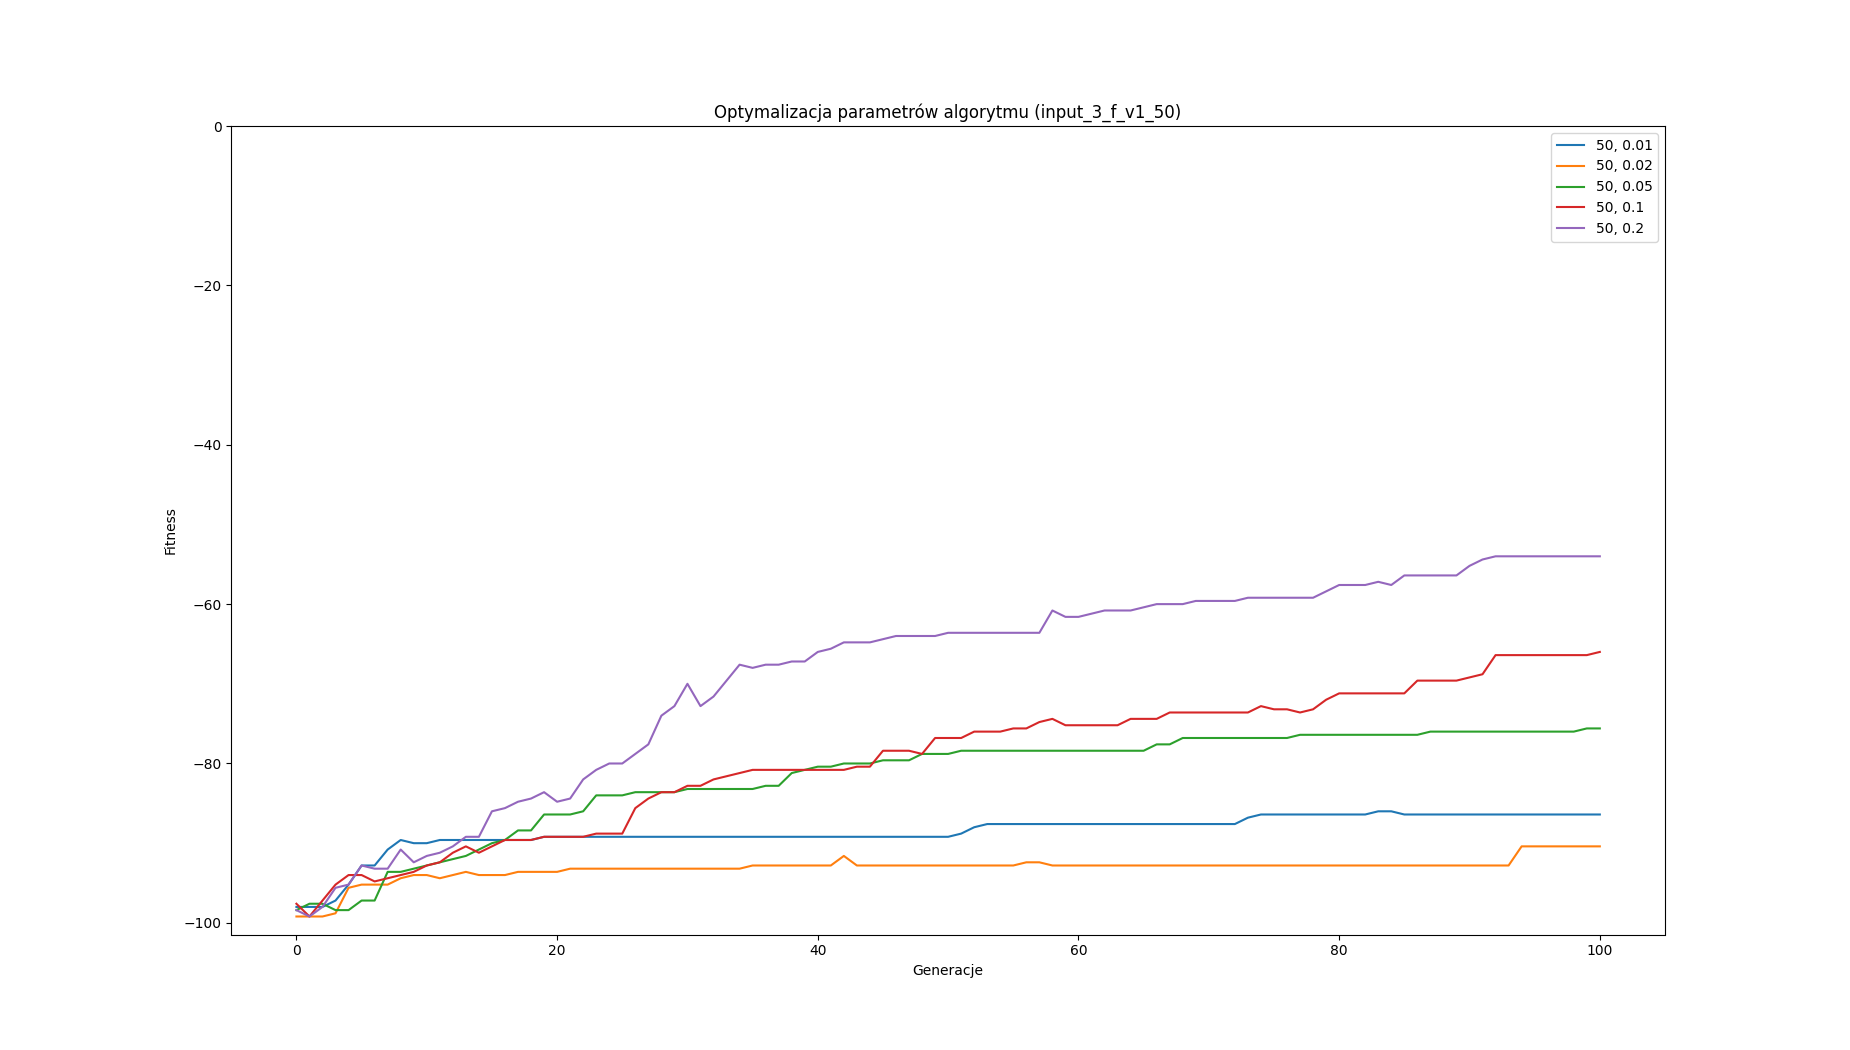 Optymalizacja parametrów algorytmu (input_3_f_v1_50)
0
−20
−40
−60
−80
−100
Fitness
50, 0.01
50, 0.02
50, 0.05
50, 0.1
50, 0.2
0 20 40 60 80 100
Generacje